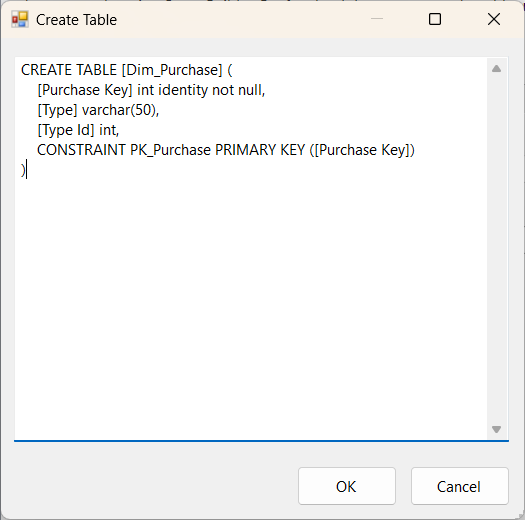 Create Table
CREATE TABLE [Dim_Purchase] (
    [Purchase Key] int identity not null,
    [Type] varchar(50),
    [Type Id] int,
    CONSTRAINT PK_Purchase PRIMARY KEY ([Purchase Key])
)
OK
Cancel